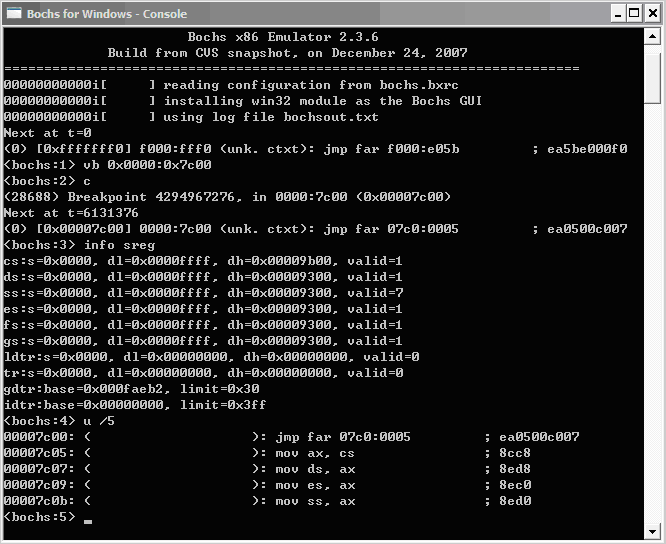 Bochs for Windows - Console
Bochs x86 Emulator 2.3.6
Build from CVS snapshot, on December 24, 2007
========================================================================
00000000000i[     ] reading configuration from bochs.bxrc
00000000000i[     ] installing win32 module as the Bochs GUI
00000000000i[     ] using log file bochsout.txt
Next at t=0
(0) [0xfffffff0] f000:fff0 (unk. ctxt): jmp far f000:e05b         ; ea5be000f0
<bochs:1> vb 0x0000:0x7c00
<bochs:2> c
(28688) Breakpoint 4294967276, in 0000:7c00 (0x00007c00)
Next at t=6131376
(0) [0x00007c00] 0000:7c00 (unk. ctxt): jmp far 07c0:0005         ; ea0500c007
<bochs:3> info sreg
cs:s=0x0000, dl=0x0000ffff, dh=0x00009b00, valid=1
ds:s=0x0000, dl=0x0000ffff, dh=0x00009300, valid=1
ss:s=0x0000, dl=0x0000ffff, dh=0x00009300, valid=7
es:s=0x0000, dl=0x0000ffff, dh=0x00009300, valid=1
fs:s=0x0000, dl=0x0000ffff, dh=0x00009300, valid=1
gs:s=0x0000, dl=0x0000ffff, dh=0x00009300, valid=1
ldtr:s=0x0000, dl=0x00000000, dh=0x00000000, valid=0
tr:s=0x0000, dl=0x00000000, dh=0x00000000, valid=0
gdtr:base=0x000faeb2, limit=0x30
idtr:base=0x00000000, limit=0x3ff
<bochs:4> u /5
00007c00: (                    ): jmp far 07c0:0005         ; ea0500c007
00007c05: (                    ): mov ax, cs                ; 8cc8
00007c07: (                    ): mov ds, ax                ; 8ed8
00007c09: (                    ): mov es, ax                ; 8ec0
00007c0b: (                    ): mov ss, ax                ; 8ed0
<bochs:5> _